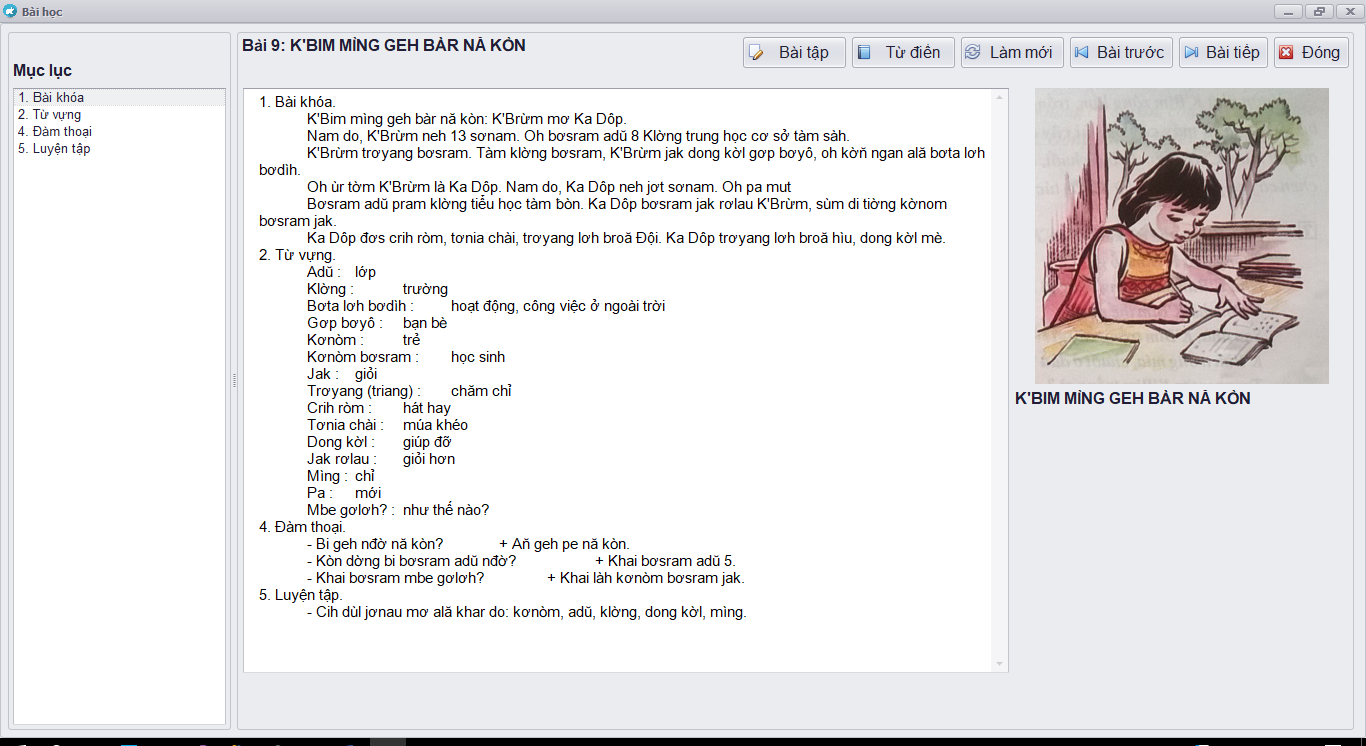 Bài học
Mục lục
1. Bài khóa
2. Từ vựng
4. Đàm thoại
5. Luyện tập
Bài 9: K'BIM MÌNG GEH BÀR NĂ KÒN
Bài tập
Từ điển
Làm mới
Bài trước
Bài tiếp
Đóng
1. Bài khóa.
K'Bim mìng geh bàr nă kòn: K'Brừm mơ Ka Dôp.
Nam do, K'Brừm neh 13 sơnam. Oh bơsram adŭ 8 Klờng trung học cơ sở tàm sàh.
K'Brừm trơyang bơsram. Tàm klờng bơsram, K'Brừm jak dong kờl gơp bơyô, oh kờñ ngan ală bơta lơh
bơdìh.
Oh ùr tờm K'Brừm là Ka Dôp. Nam do, Ka Dôp neh jơt sơnam. Oh pa mut
Bơsram adŭ pram klờng tiểu học tàm bòn. Ka Dôp bơsram jak rơlau K'Brừm, sùm di tiờng kờnom
bơsram jak.
Ka Dôp đơs crih ròm, tơnia chài, trơyang lơh broă Đội. Ka Dôp trơyang lơh broă hìu, dong kờl mè.
2. Từ vựng.
Adŭ : lớp
Klờng : trường
Bơta lơh bơdìh : hoạt động, công việc ở ngoài trời
Gơp bơyô : bạn bè
Kơnòm : trẻ
Kơnòm bơsram : học sinh
Jak : giỏi
Trơyang (triang) : chăm chỉ
Crih ròm : hát hay
Tơnia chài : múa khéo
Dong kờl : giúp đỡ
Jak rơlau : giỏi hơn
Mìng : chỉ
Pa : mới
Mbe gơlơh? : như thế nào?
4. Đàm thoại.
- Bi geh nđờ nă kòn? + Añ geh pe nă kòn.
- Kòn dờng bi bơsram adŭ nđờ? + Khai bơsram adŭ 5.
- Khai bơsram mbe gơlơh? + Khai làh kơnòm bơsram jak.
5. Luyện tập.
- Cih dùl jơnau mơ ală khar do: kơnòm, adŭ, klờng, dong kờl, mìng.
K'BIM MÌNG GEH BÀR NĂ KÒN